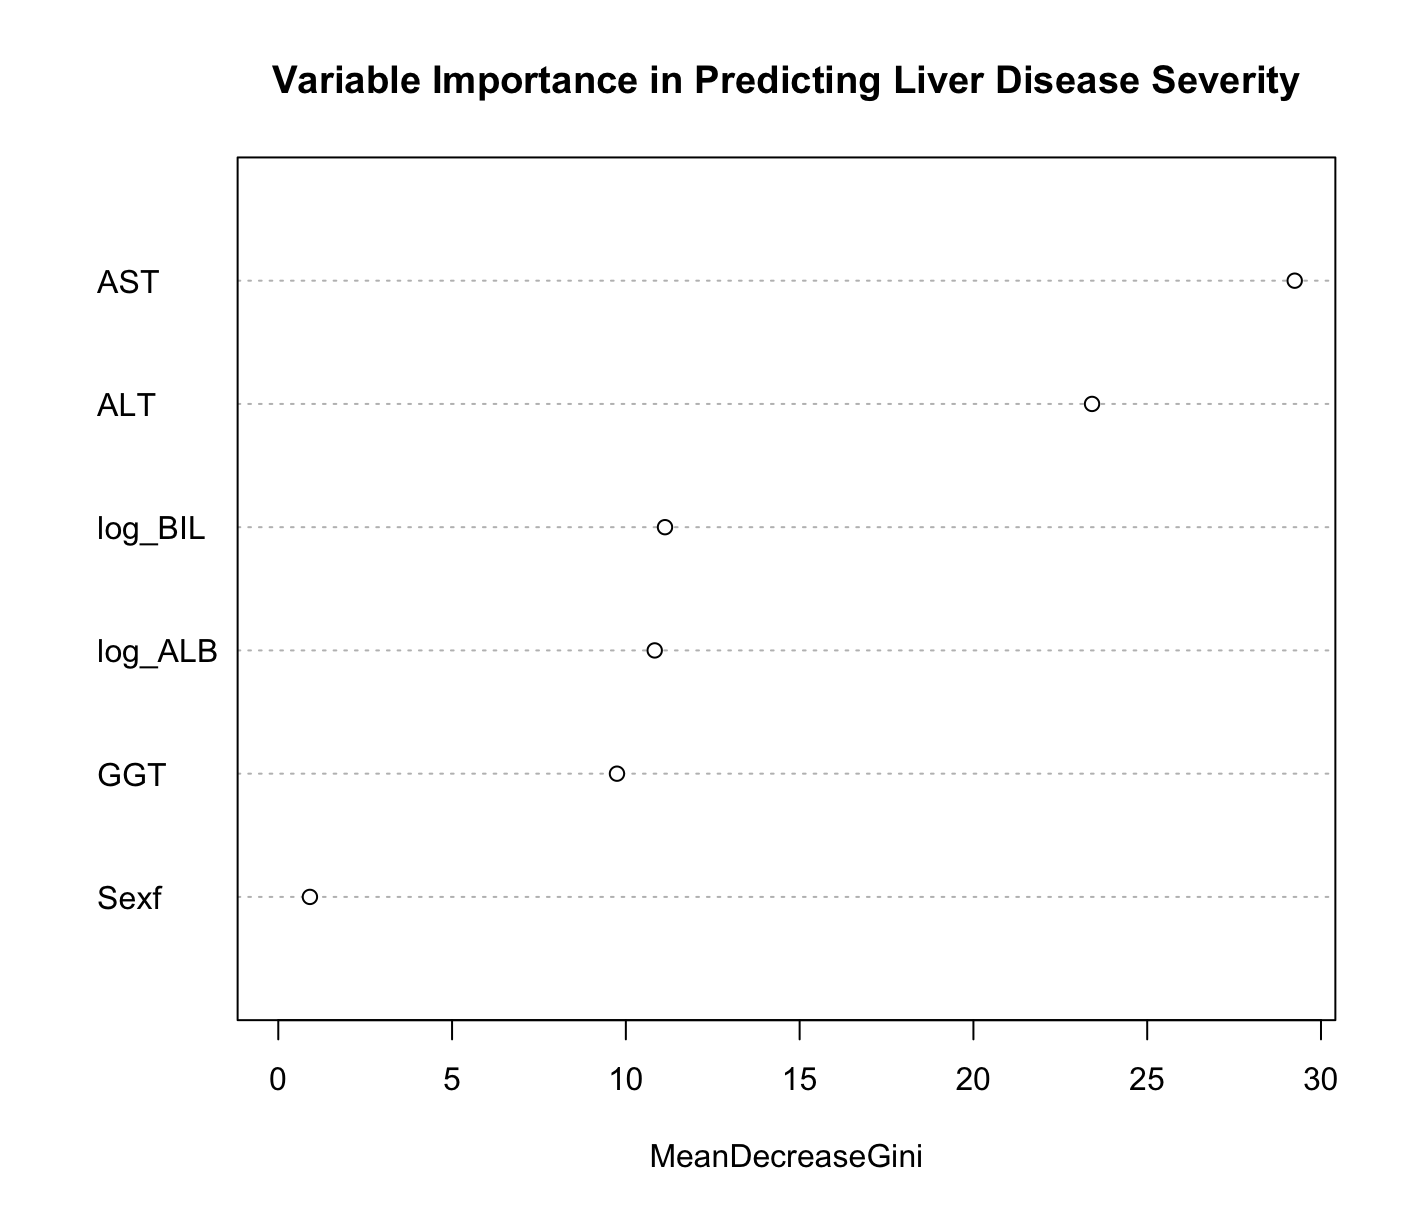 Variable Importance in Predicting Liver Disease Severity
AST
ALT
log_BIL
log_ALB
GGT
Sexf
0 5 10 15 20 25 30
MeanDecreaseGini